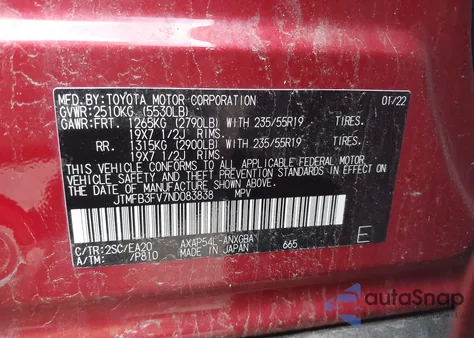 MFD.BY:TOYOTA MOTOR CORPORATION 01/22
GVWR:2510KG (5530LB)
GAWR:FRT. 1265KG (2790LB) WITH 235/55R19 TIRES.
19X7 1/2J RIMS.
RR. 1315KG (2900LB) WITH 235/55R19 TIRES.
19X7 1/2J RIMS.
THIS VEHICLE CONFORMS TO ALL APPLICABLE FEDERAL MOTOR
VEHICLE SAFETY AND BUMPER STANDARDS IN EFFECT ON
THE DATE OF MANUFACTURE SHOWN ABOVE.
JTMFB3FV7ND083838 MPV
C/TR:2SC/EA20 AXAP54L-ANXGBA 665 E
A/TM: /P810 MADE IN JAPAN
autoSnap